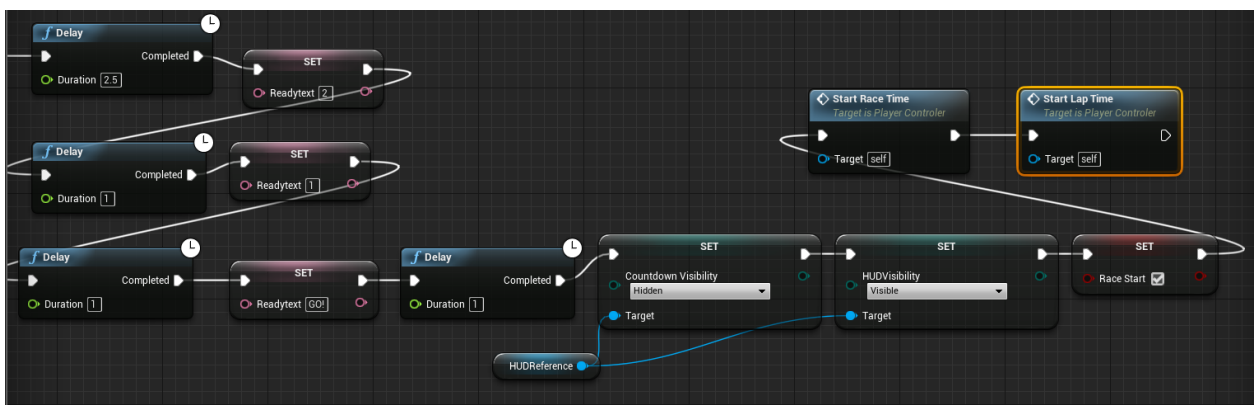 f Delay
Completed
Duration 2.5
SET
Readytext 2
f Delay
Completed
Duration 1
SET
Readytext 1
Start Race Time
Target is Player Controler
Target self
Start Lap Time
Target is Player Controler
Target self
f Delay
Completed
Duration 1
SET
Readytext GO!
f Delay
Completed
Duration 1
SET
Countdown Visibility
Hidden
Target
SET
HUDVisibility
Visible
Target
SET
Race Start
HUDReference